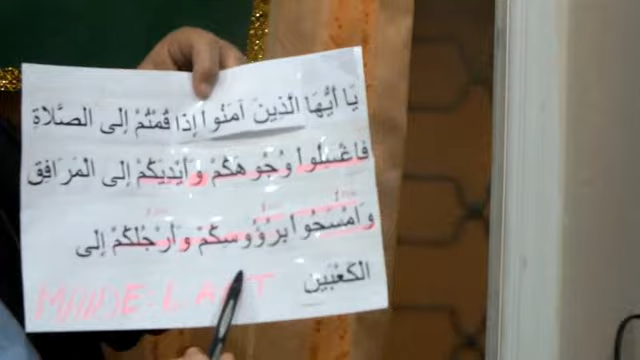 يَا أَيُّهَا الَّذِينَ آمَنُوا إِذَا قُمْتُمْ إِلَى الصَّلَاةِ
فَاغْسِلُوا وُجُوهَكُمْ وَأَيْدِيَكُمْ إِلَى الْمَرَافِقِ
وَامْسَحُوا بِرُؤُوسِكُمْ وَأَرْجُلَكُمْ إِلَى
الْكَعْبَيْنِ